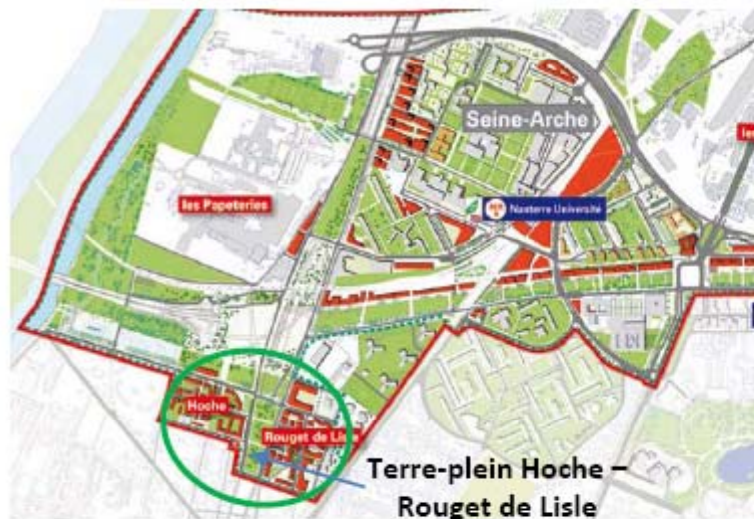 Seine-Arche
les Papeteries
Nanterre Université
Hoche
Rouget de Lisle
Terre-plein Hoche –
Rouget de Lisle